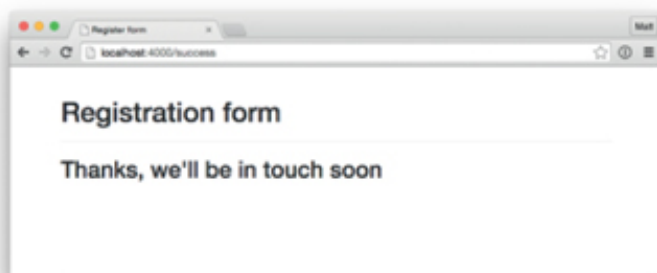 Register form
Matt
localhost:4000/success
Registration form
Thanks, we'll be in touch soon